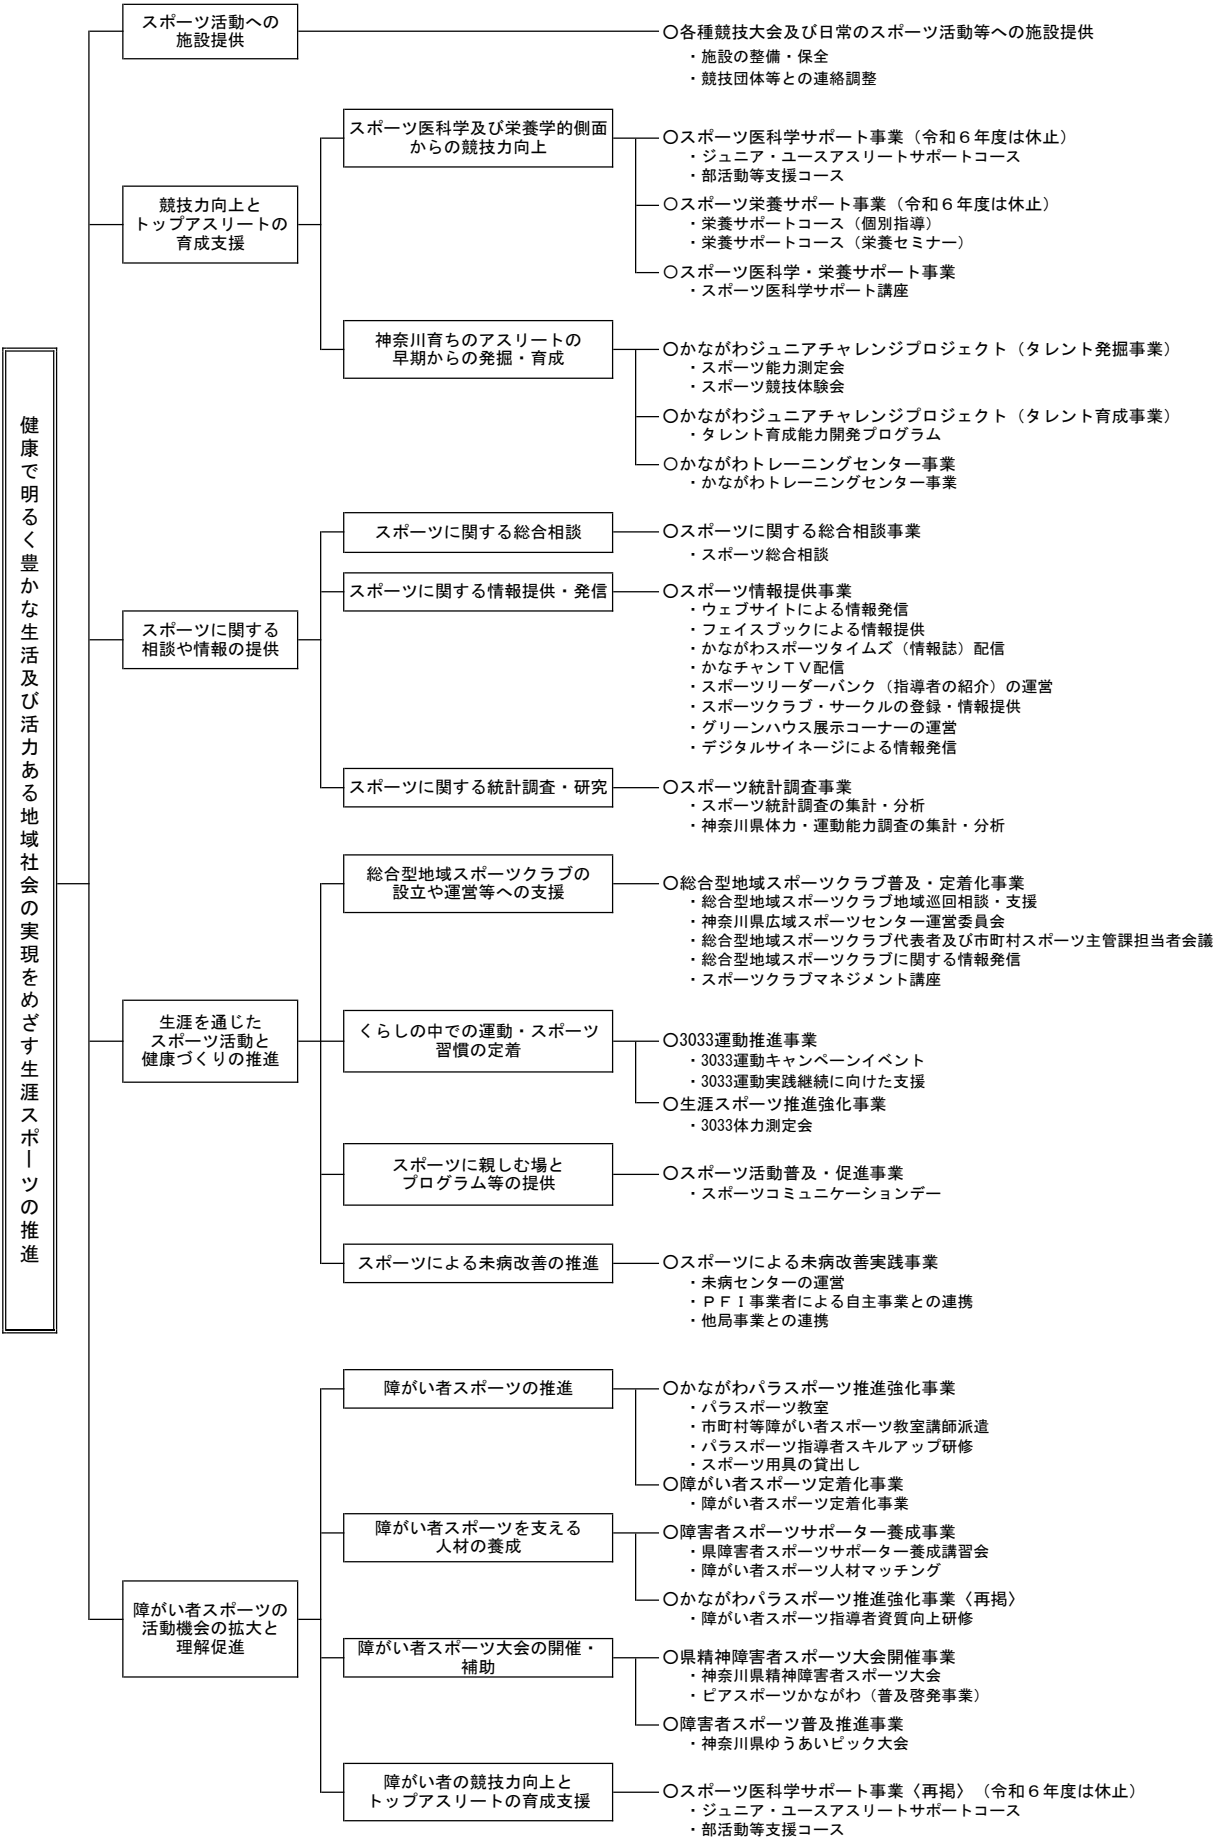 健康で明るく豊かな生活及び活力ある地域社会の実現をめざす生涯スポーツの推進
スポーツ活動への
施設提供
〇各種競技大会及び日常のスポーツ活動等への施設提供
・施設の整備・保全
・競技団体等との連絡調整
競技力向上と
トップアスリートの
育成支援
スポーツ医科学及び栄養学的側面
からの競技力向上
〇スポーツ医科学サポート事業（令和６年度は休止）
・ジュニア・ユースアスリートサポートコース
・部活動等支援コース
〇スポーツ栄養サポート事業（令和６年度は休止）
・栄養サポートコース（個別指導）
・栄養サポートコース（栄養セミナー）
〇スポーツ医科学・栄養サポート事業
・スポーツ医科学サポート講座
神奈川育ちのアスリートの
早期からの発掘・育成
〇かながわジュニアチャレンジプロジェクト（タレント発掘事業）
・スポーツ能力測定会
・スポーツ競技体験会
〇かながわジュニアチャレンジプロジェクト（タレント育成事業）
・タレント育成能力開発プログラム
〇かながわトレーニングセンター事業
・かながわトレーニングセンター事業
スポーツに関する
相談や情報の提供
スポーツに関する総合相談
〇スポーツに関する総合相談事業
・スポーツ総合相談
スポーツに関する情報提供・発信
〇スポーツ情報提供事業
・ウェブサイトによる情報発信
・フェイスブックによる情報提供
・かながわスポーツタイムズ（情報誌）配信
・かなチャンＴＶ配信
・スポーツリーダーバンク（指導者の紹介）の運営
・スポーツクラブ・サークルの登録・情報提供
・グリーンハウス展示コーナーの運営
・デジタルサイネージによる情報発信
スポーツに関する統計調査・研究
〇スポーツ統計調査事業
・スポーツ統計調査の集計・分析
・神奈川県体力・運動能力調査の集計・分析
生涯を通じた
スポーツ活動と
健康づくりの推進
総合型地域スポーツクラブの
設立や運営等への支援
〇総合型地域スポーツクラブ普及・定着化事業
・総合型地域スポーツクラブ地域巡回相談・支援
・神奈川県広域スポーツセンター運営委員会
・総合型地域スポーツクラブ代表者及び市町村スポーツ主管課担当者会議
・総合型地域スポーツクラブに関する情報発信
・スポーツクラブマネジメント講座
くらしの中での運動・スポーツ
習慣の定着
〇3033運動推進事業
・3033運動キャンペーンイベント
・3033運動実践継続に向けた支援
〇生涯スポーツ推進強化事業
・3033体力測定会
スポーツに親しむ場と
プログラム等の提供
〇スポーツ活動普及・促進事業
・スポーツコミュニケーションデー
スポーツによる未病改善の推進
〇スポーツによる未病改善実践事業
・未病センターの運営
・ＰＦＩ事業者による自主事業との連携
・他局事業との連携
障がい者スポーツの
活動機会の拡大と
理解促進
障がい者スポーツの推進
〇かながわパラスポーツ推進強化事業
・パラスポーツ教室
・市町村等障がい者スポーツ教室講師派遣
・パラスポーツ指導者スキルアップ研修
・スポーツ用具の貸出し
〇障がい者スポーツ定着化事業
・障がい者スポーツ定着化事業
障がい者スポーツを支える
人材の養成
〇障害者スポーツサポーター養成事業
・県障害者スポーツサポーター養成講習会
・障がい者スポーツ人材マッチング
〇かながわパラスポーツ推進強化事業〈再掲〉
・障がい者スポーツ指導者資質向上研修
障がい者スポーツ大会の開催・
補助
〇県精神障害者スポーツ大会開催事業
・神奈川県精神障害者スポーツ大会
・ピアスポーツかながわ（普及啓発事業）
〇障害者スポーツ普及推進事業
・神奈川県ゆうあいピック大会
障がい者の競技力向上と
トップアスリートの育成支援
〇スポーツ医科学サポート事業〈再掲〉（令和６年度は休止）
・ジュニア・ユースアスリートサポートコース
・部活動等支援コース